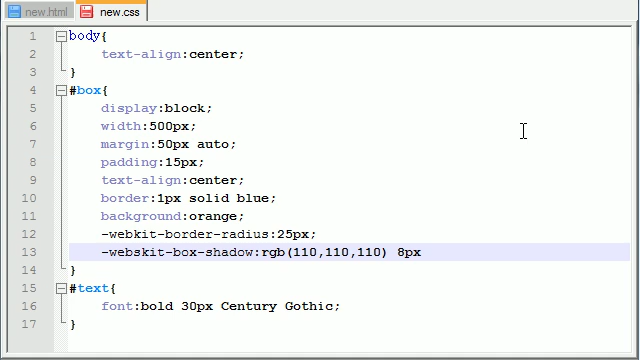 new.html new.css
1 body{
2 text-align:center;
3 }
4 #box{
5 display:block;
6 width:500px;
7 margin:50px auto;
8 padding:15px;
9 text-align:center;
10 border:1px solid blue;
11 background:orange;
12 -webkit-border-radius:25px;
13 -webskit-box-shadow:rgb(110,110,110) 8px
14 }
15 #text{
16 font:bold 30px Century Gothic;
17 }